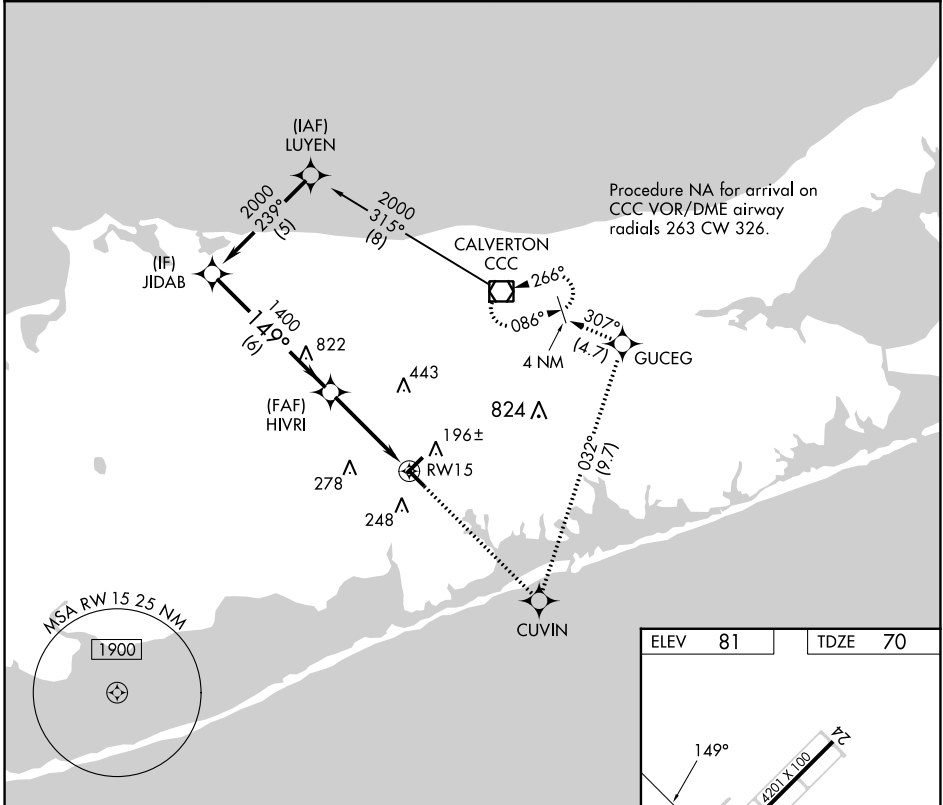 (IAF)
LUYEN
2000
239°
(5)
2000
315°
(8)
Procedure NA for arrival on
CCC VOR/DME airway
radials 263 CW 326.
CALVERTON
CCC
(IF)
JIDAB
266°
086°
307°
(4.7)
4 NM
GUCEG
1400
149°
(6)
822
443
(FAF)
HIVRI
824
196±
RW15
278
248
032°
(9.7)
CUVIN
MSA RW 15 25 NM
1900
ELEV 81
TDZE 70
149°
24
4201 X 100